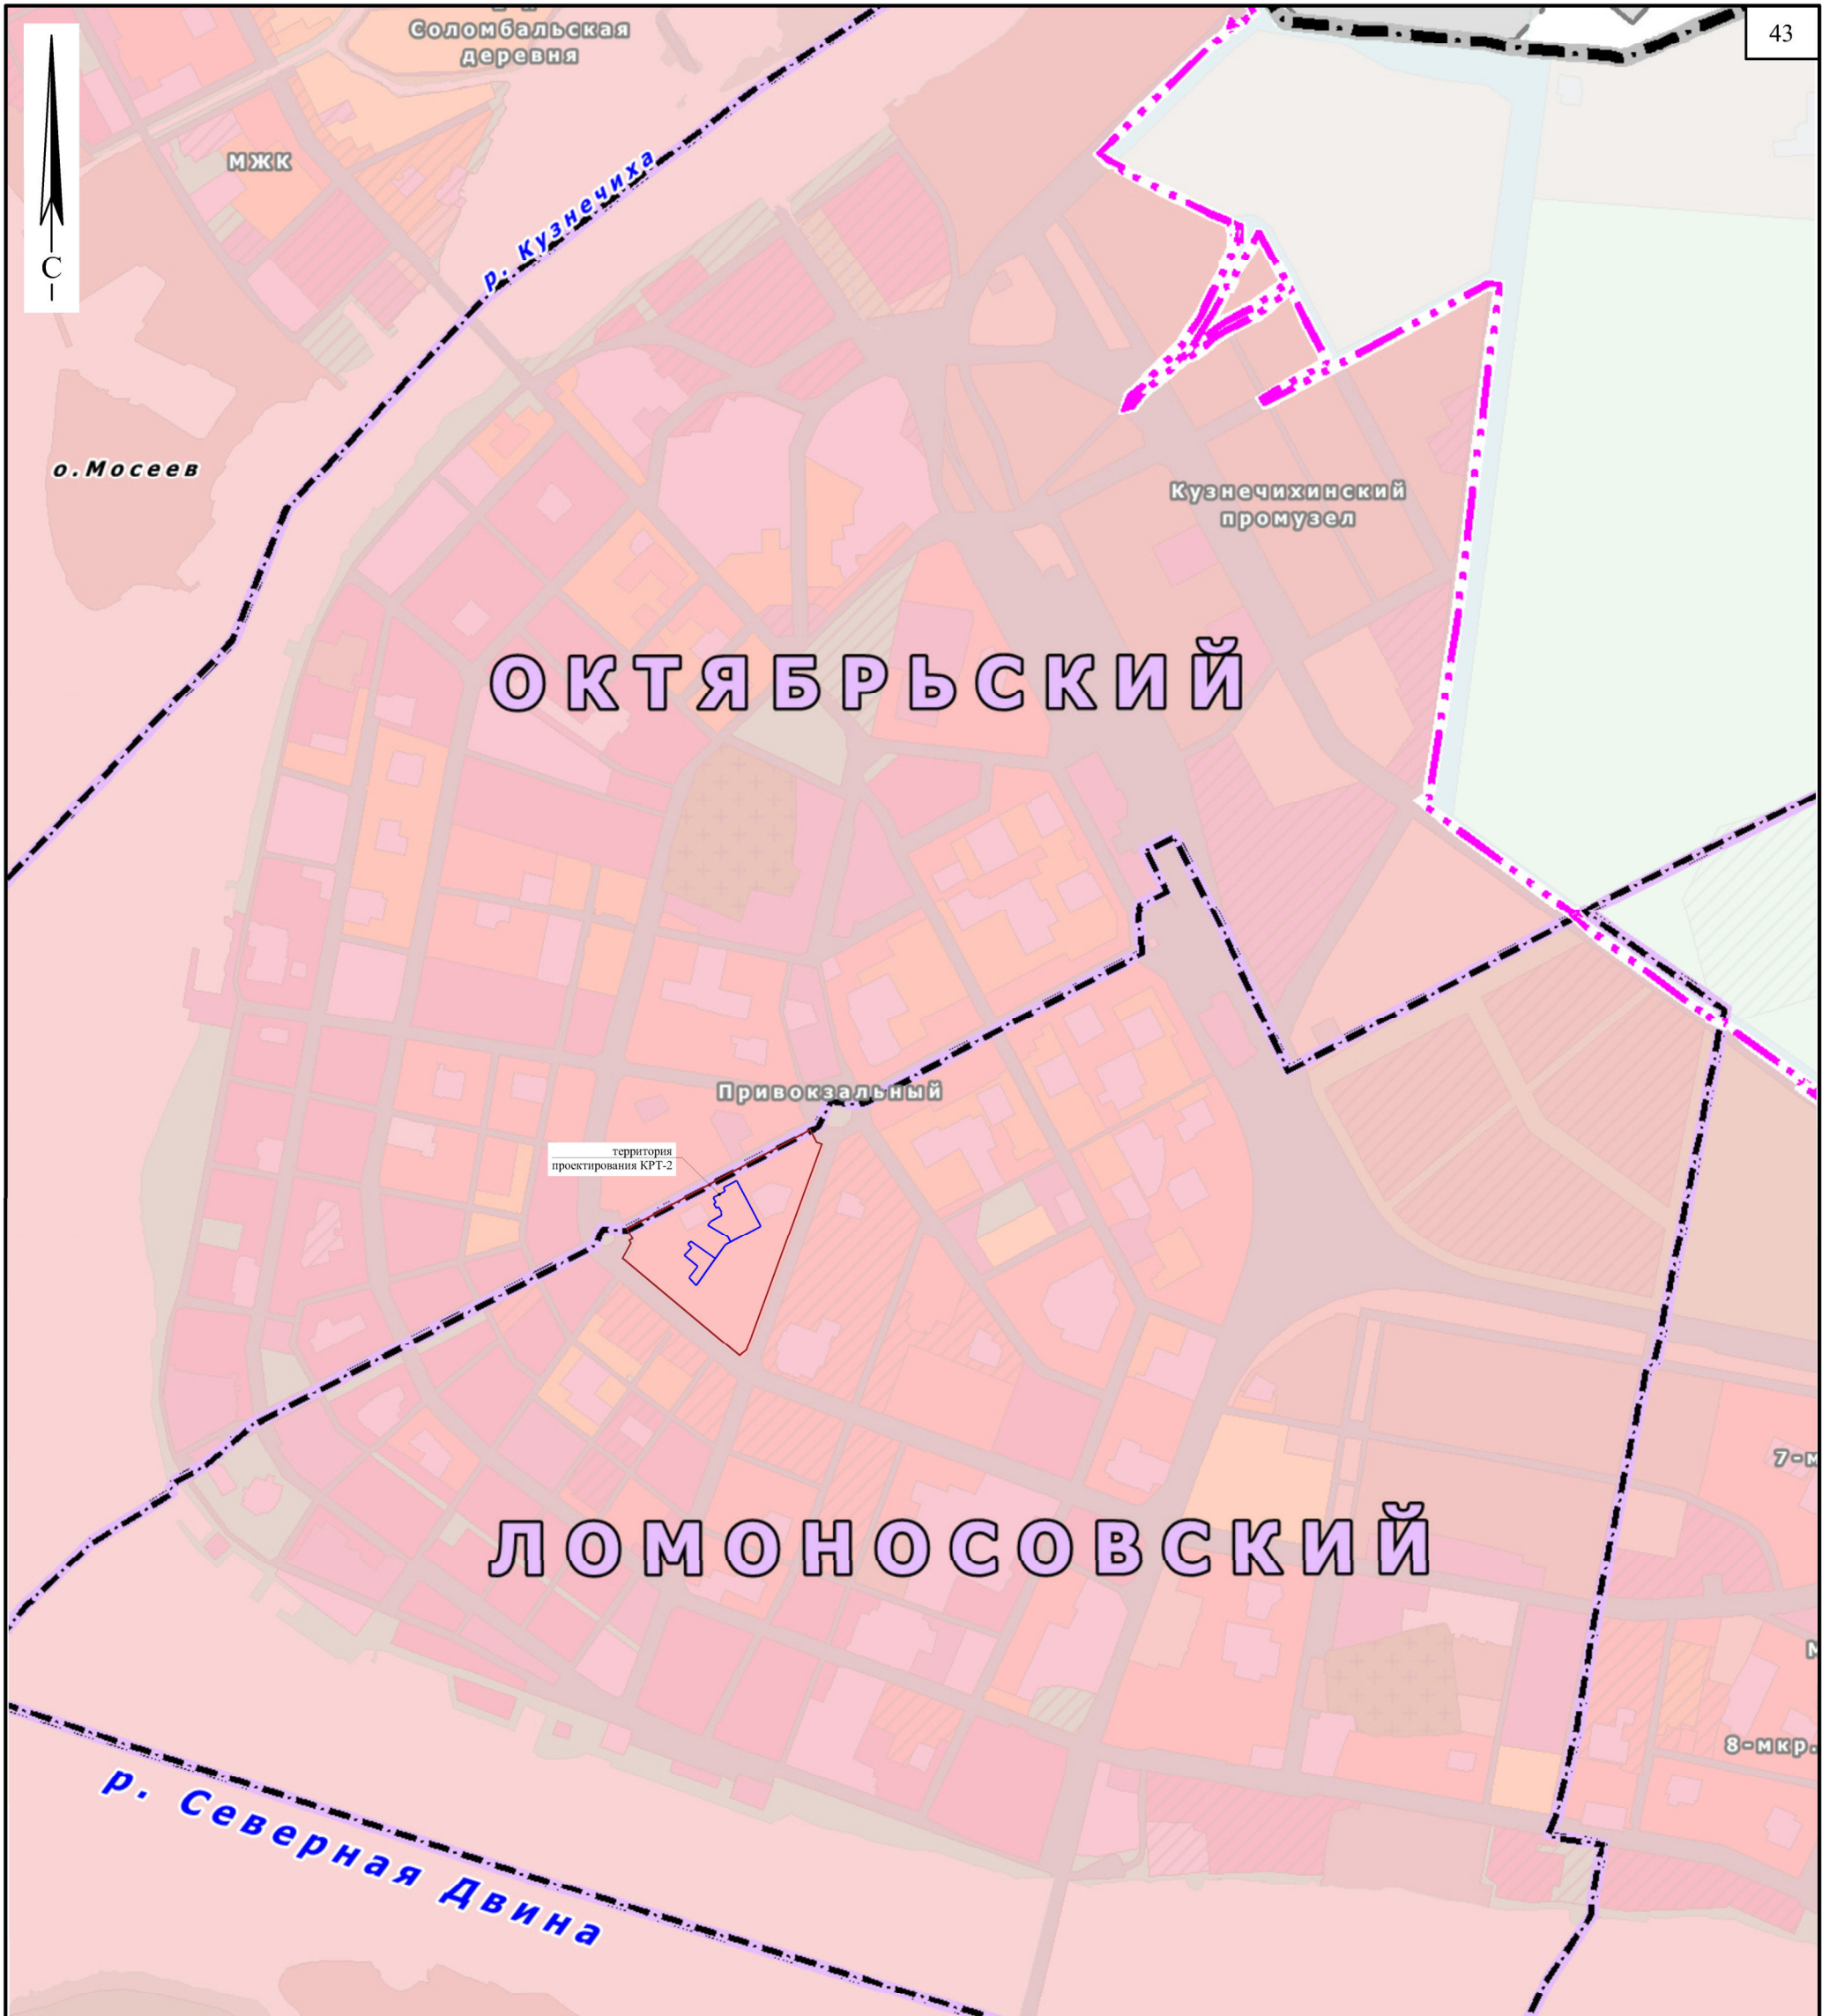 Соломбальская
деревня
43
С
МЖК
р. Кузнечиха
о.Мосеев
Кузнечихинский
промузел
ОКТЯБРЬСКИЙ
Привокзальный
территория
проектирования КРТ-2
7-м
ЛОМОНОСОВСКИЙ
М
8-мкр.
р. Северная Двина